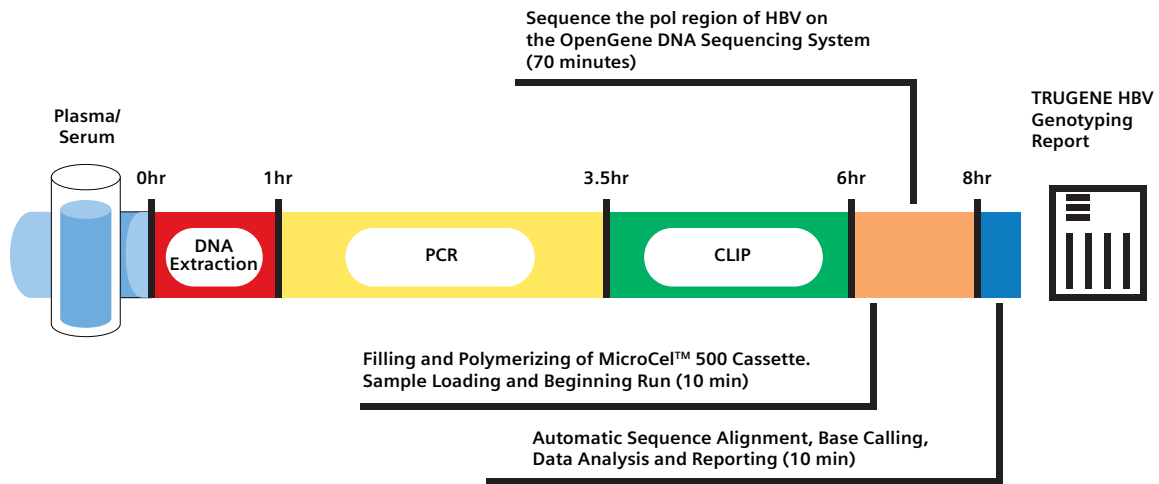 Sequence the pol region of HBV on
the OpenGene DNA Sequencing System
(70 minutes)
Plasma/
Serum
TRUGENE HBV
Genotyping
Report
0hr
1hr
3.5hr
6hr
8hr
DNA
Extraction
PCR
CLIP
Filling and Polymerizing of MicroCel™ 500 Cassette.
Sample Loading and Beginning Run (10 min)
Automatic Sequence Alignment, Base Calling,
Data Analysis and Reporting (10 min)